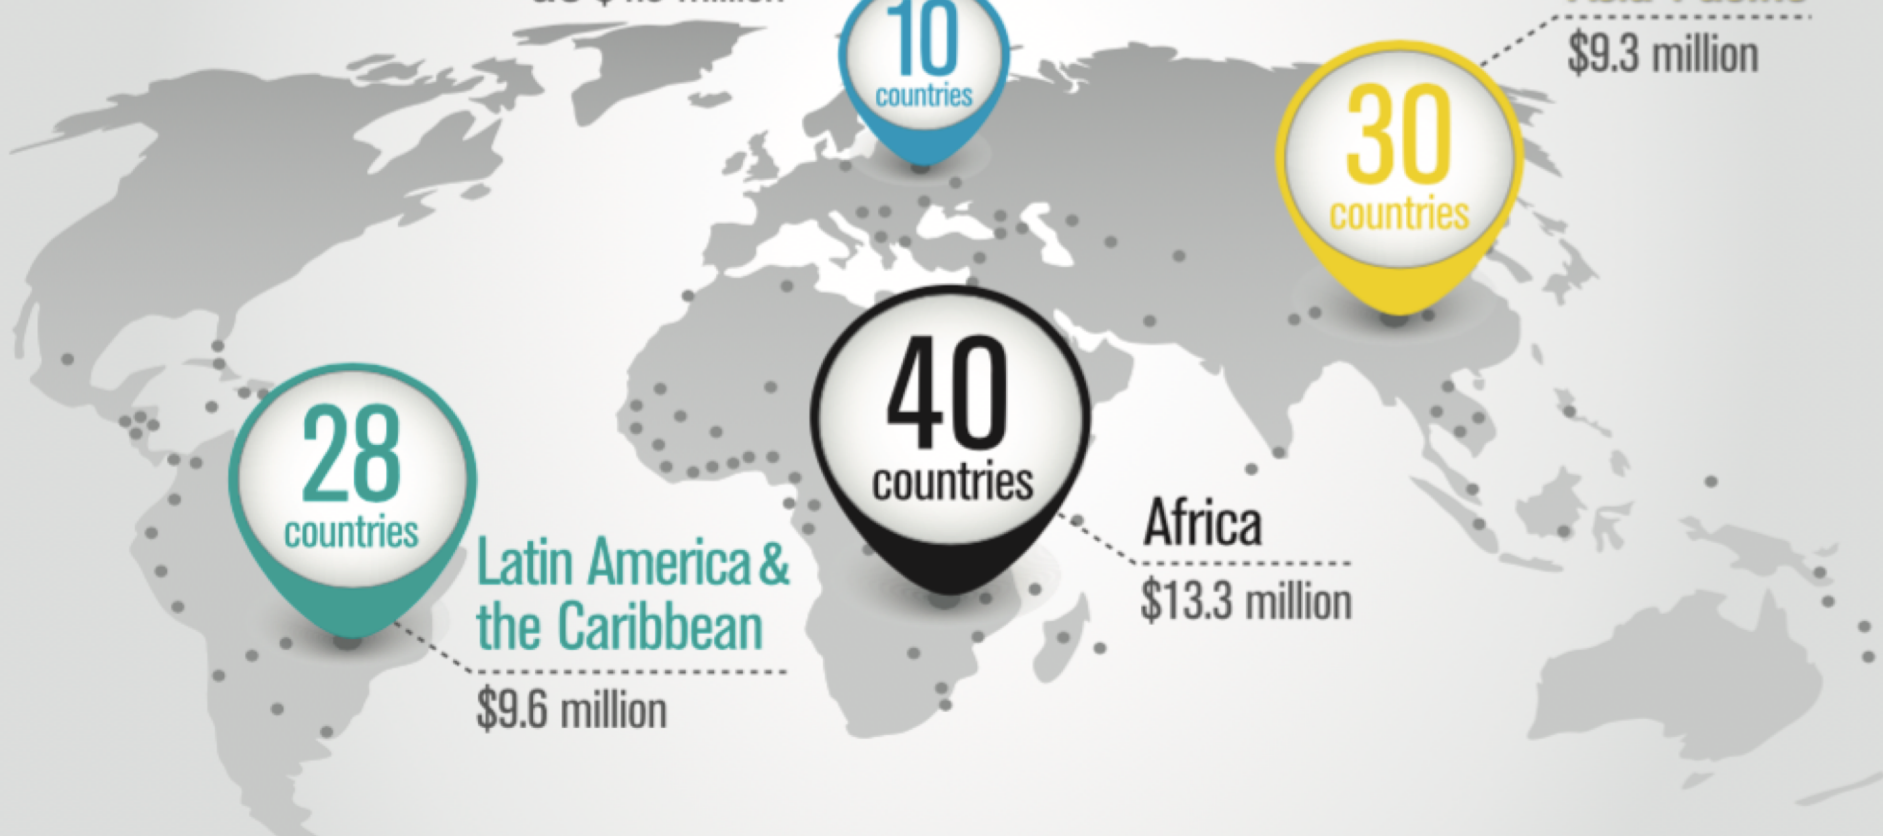 10
countries
$9.3 million
30
countries
40
countries
28
countries
Africa
$13.3 million
Latin America &
the Caribbean
$9.6 million